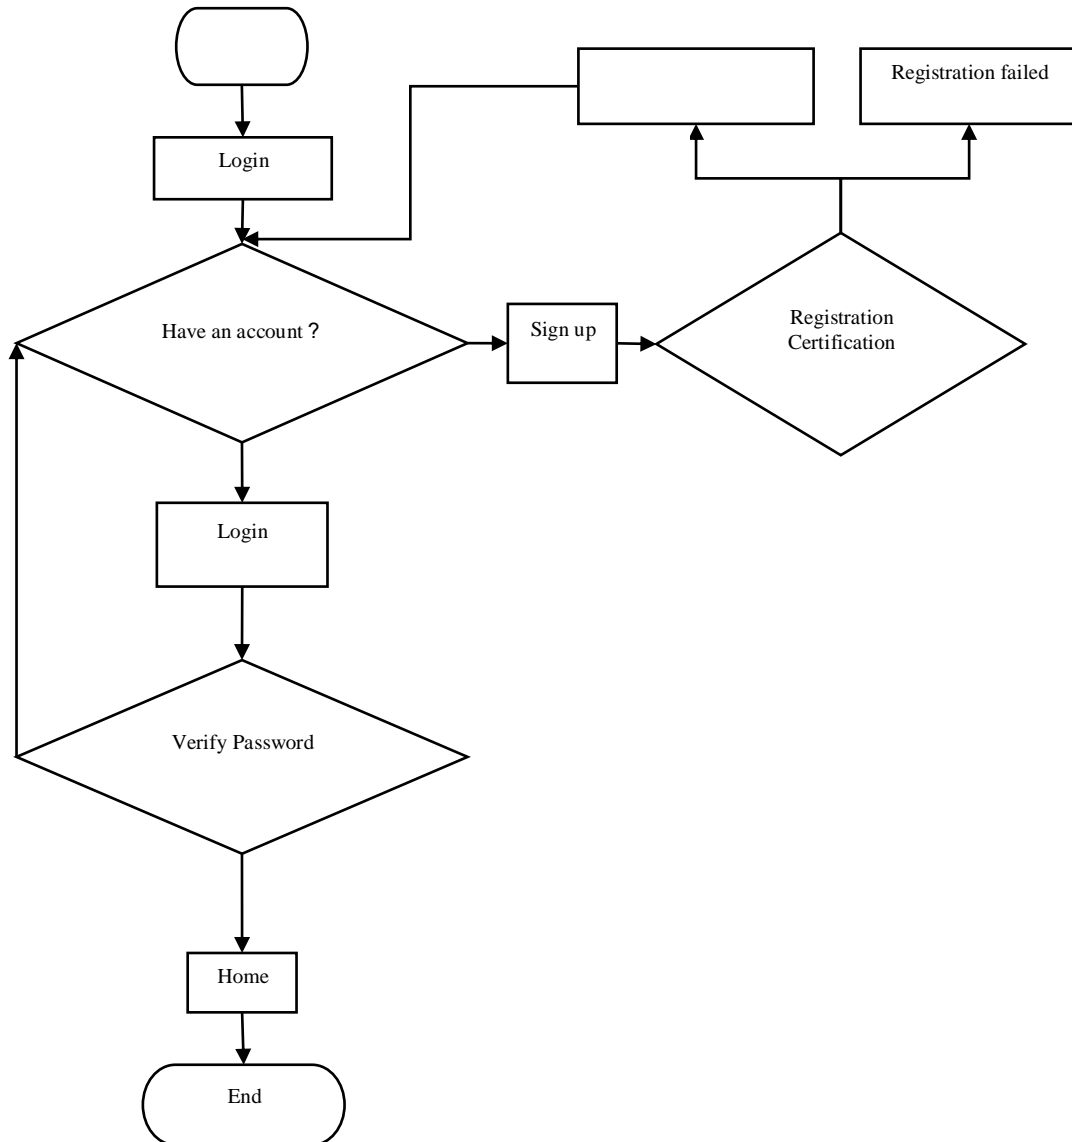 Registration failed
Login
Have an account？
Sign up
Registration
Certification
Login
Verify Password
Home
End